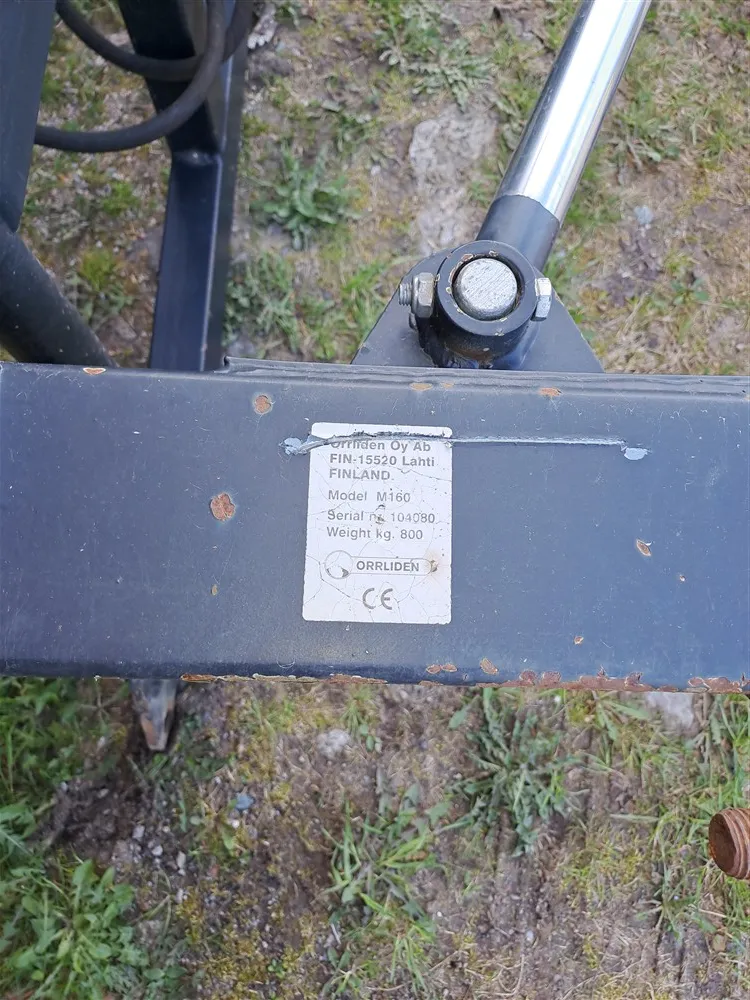 Orrliden Oy Ab
FIN-15520 Lahti
FINLAND
Model M160
Serial nr. 104080
Weight kg. 800
ORRLIDEN
CE